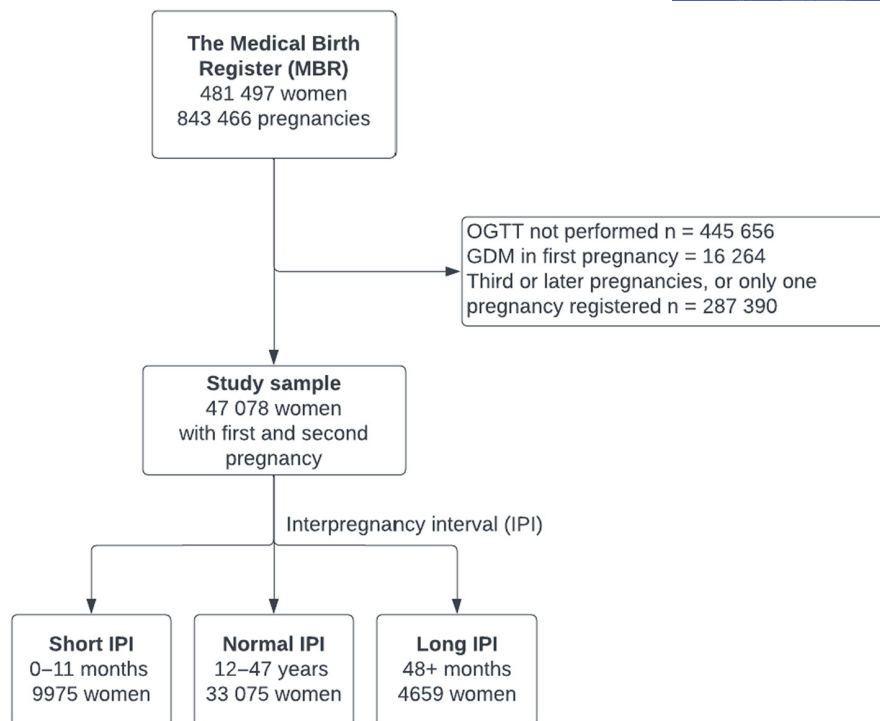 The Medical Birth
Register (MBR)
481 497 women
843 466 pregnancies
OGTT not performed n = 445 656
GDM in first pregnancy = 16 264
Third or later pregnancies, or only one
pregnancy registered n = 287 390
Study sample
47 078 women
with first and second
pregnancy
Interpregnancy interval (IPI)
Short IPI
0–11 months
9975 women
Normal IPI
12–47 years
33 075 women
Long IPI
48+ months
4659 women